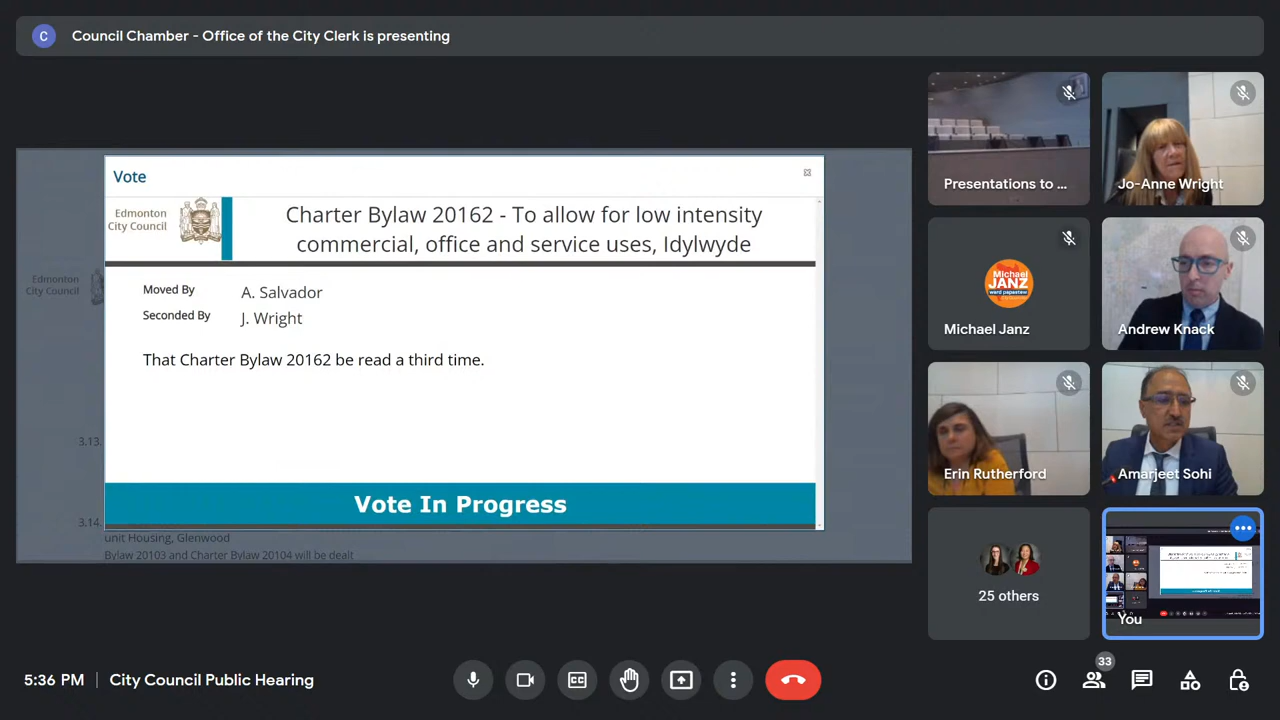 C
Council Chamber - Office of the City Clerk is presenting
Vote
Edmonton
City Council
Charter Bylaw 20162 - To allow for low intensity
commercial, office and service uses, Idylwyde
Edmonton
City Council
Moved By A. Salvador
Seconded By J. Wright
That Charter Bylaw 20162 be read a third time.
3.13.
Vote In Progress
3.14.
unit Housing, Glenwood
Bylaw 20103 and Charter Bylaw 20104 will be dealt
Presentations to ...
Jo-Anne Wright
Michael
JANZ
ward papastew
Michael Janz
Andrew Knack
Erin Rutherford
Amarjeet Sohi
25 others
You
5:36 PM | City Council Public Hearing
33